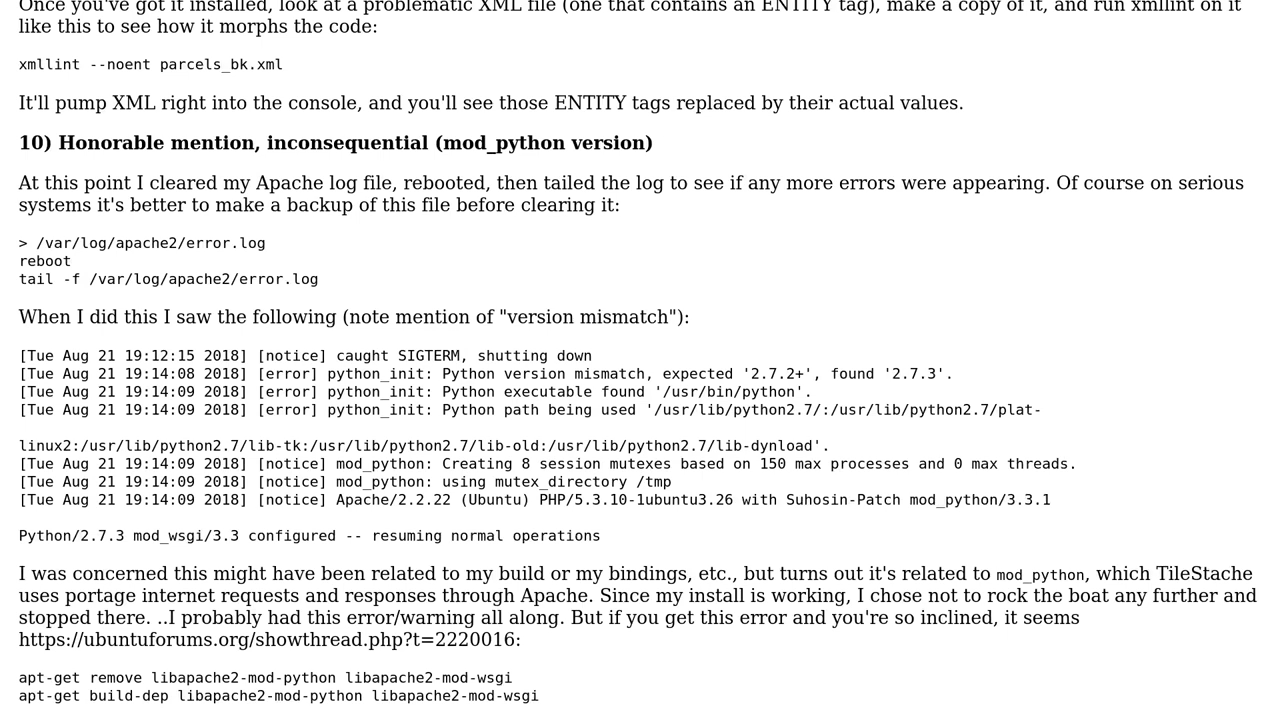 Once you've got it installed, look at a problematic XML file (one that contains an ENTITY tag), make a copy of it, and run xmllint on it
like this to see how it morphs the code:
xmllint --noent parcels_bk.xml
It'll pump XML right into the console, and you'll see those ENTITY tags replaced by their actual values.
10) Honorable mention, inconsequential (mod_python version)
At this point I cleared my Apache log file, rebooted, then tailed the log to see if any more errors were appearing. Of course on serious
systems it's better to make a backup of this file before clearing it:
> /var/log/apache2/error.log
reboot
tail -f /var/log/apache2/error.log
When I did this I saw the following (note mention of "version mismatch"):
[Tue Aug 21 19:12:15 2018] [notice] caught SIGTERM, shutting down
[Tue Aug 21 19:14:08 2018] [error] python_init: Python version mismatch, expected '2.7.2+', found '2.7.3'.
[Tue Aug 21 19:14:09 2018] [error] python_init: Python executable found '/usr/bin/python'.
[Tue Aug 21 19:14:09 2018] [error] python_init: Python path being used '/usr/lib/python2.7/:/usr/lib/python2.7/plat-
linux2:/usr/lib/python2.7/lib-tk:/usr/lib/python2.7/lib-old:/usr/lib/python2.7/lib-dynload'.
[Tue Aug 21 19:14:09 2018] [notice] mod_python: Creating 8 session mutexes based on 150 max processes and 0 max threads.
[Tue Aug 21 19:14:09 2018] [notice] mod_python: using mutex_directory /tmp
[Tue Aug 21 19:14:09 2018] [notice] Apache/2.2.22 (Ubuntu) PHP/5.3.10-1ubuntu3.26 with Suhosin-Patch mod_python/3.3.1
Python/2.7.3 mod_wsgi/3.3 configured -- resuming normal operations
I was concerned this might have been related to my build or my bindings, etc., but turns out it's related to mod_python, which TileStache
uses portage internet requests and responses through Apache. Since my install is working, I chose not to rock the boat any further and
stopped there. ..I probably had this error/warning all along. But if you get this error and you're so inclined, it seems
https://ubuntuforums.org/showthread.php?t=2220016:
apt-get remove libapache2-mod-python libapache2-mod-wsgi
apt-get build-dep libapache2-mod-python libapache2-mod-wsgi